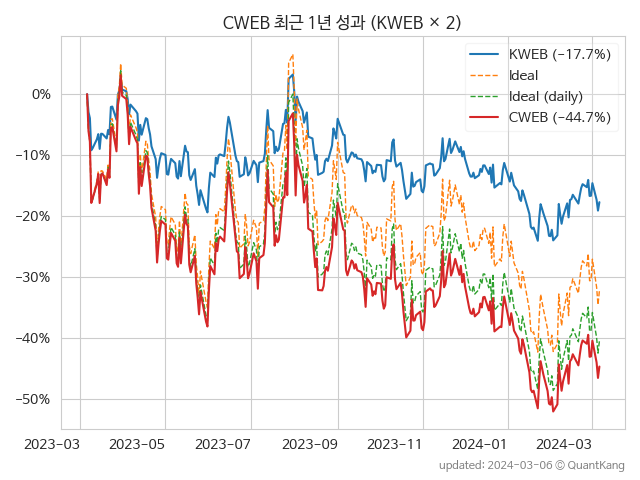 CWEB 최근 1년 성과 (KWEB × 2)
KWEB (−17.7%)
Ideal
Ideal (daily)
CWEB (−44.7%)
0%
−10%
−20%
−30%
−40%
−50%
2023−03
2023−05
2023−07
2023−09
2023−11
2024−01
2024−03
updated: 2024-03-06 © QuantKang